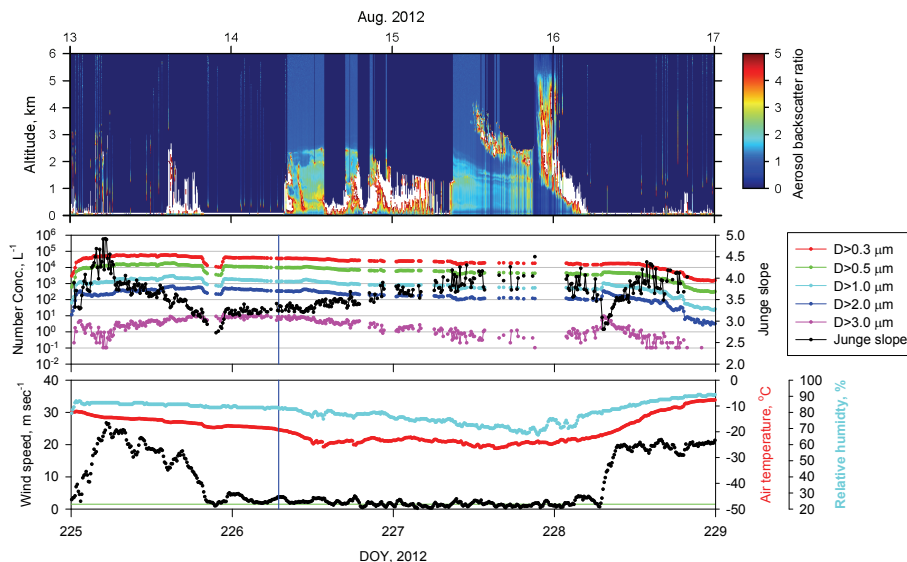 Aug. 2012
13 14 15 16 17
6
5
4
3
2
1
0
Altitude, km
5
4
3
2
1
0
Aerosol backscatter ratio
10⁶
10⁵
10⁴
10³
10²
10¹
10⁰
10⁻¹
10⁻²
Number Conc., L⁻¹
5.0
4.5
4.0
3.5
3.0
2.5
2.0
Junge slope
D>0.3 μm
D>0.5 μm
D>1.0 μm
D>2.0 μm
D>3.0 μm
Junge slope
40
30
20
10
0
Wind speed, m sec⁻¹
0
-10
-20
-30
-40
-50
Air temperature, °C
100
90
80
70
60
50
40
30
20
Relative humidity, %
225 226 227 228 229
DOY, 2012